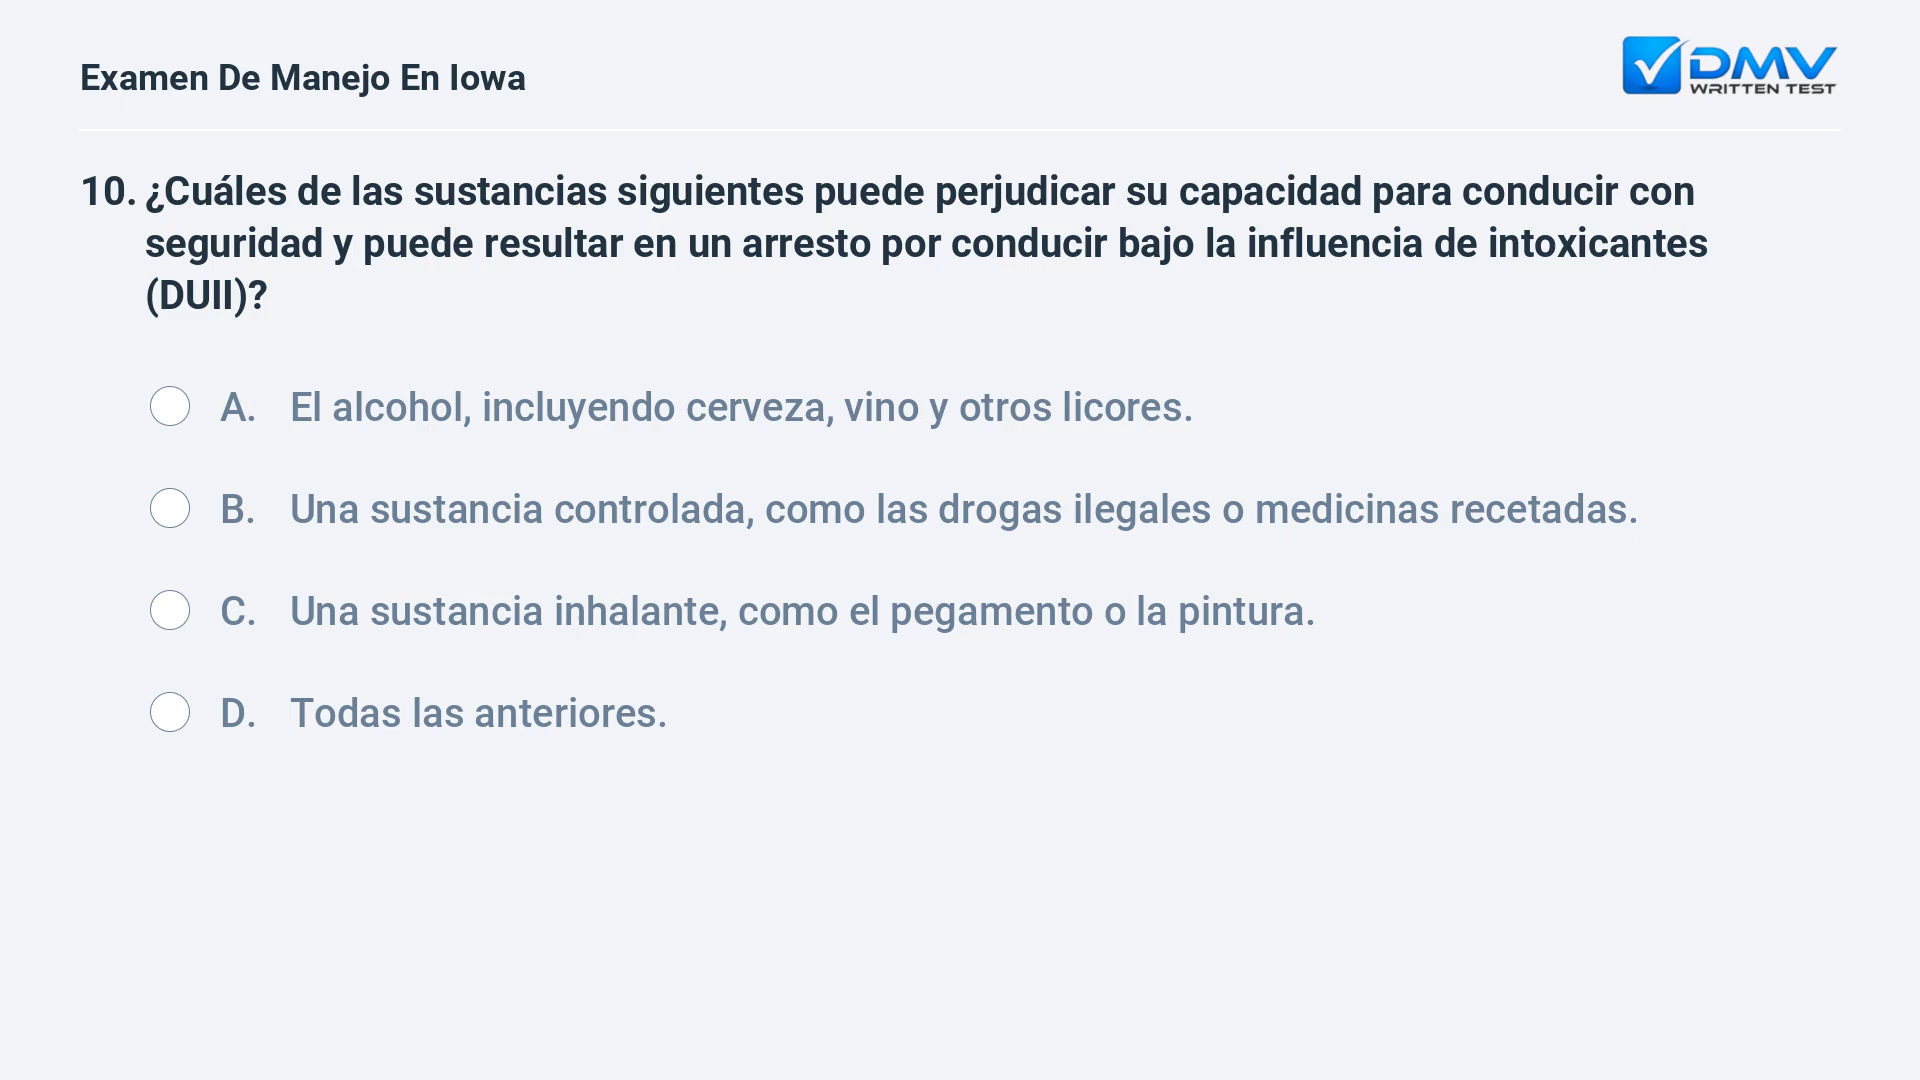 Examen De Manejo En Iowa
DMV
WRITTEN TEST
10. ¿Cuáles de las sustancias siguientes puede perjudicar su capacidad para conducir con
seguridad y puede resultar en un arresto por conducir bajo la influencia de intoxicantes
(DUII)?
A. El alcohol, incluyendo cerveza, vino y otros licores.
B. Una sustancia controlada, como las drogas ilegales o medicinas recetadas.
C. Una sustancia inhalante, como el pegamento o la pintura.
D. Todas las anteriores.